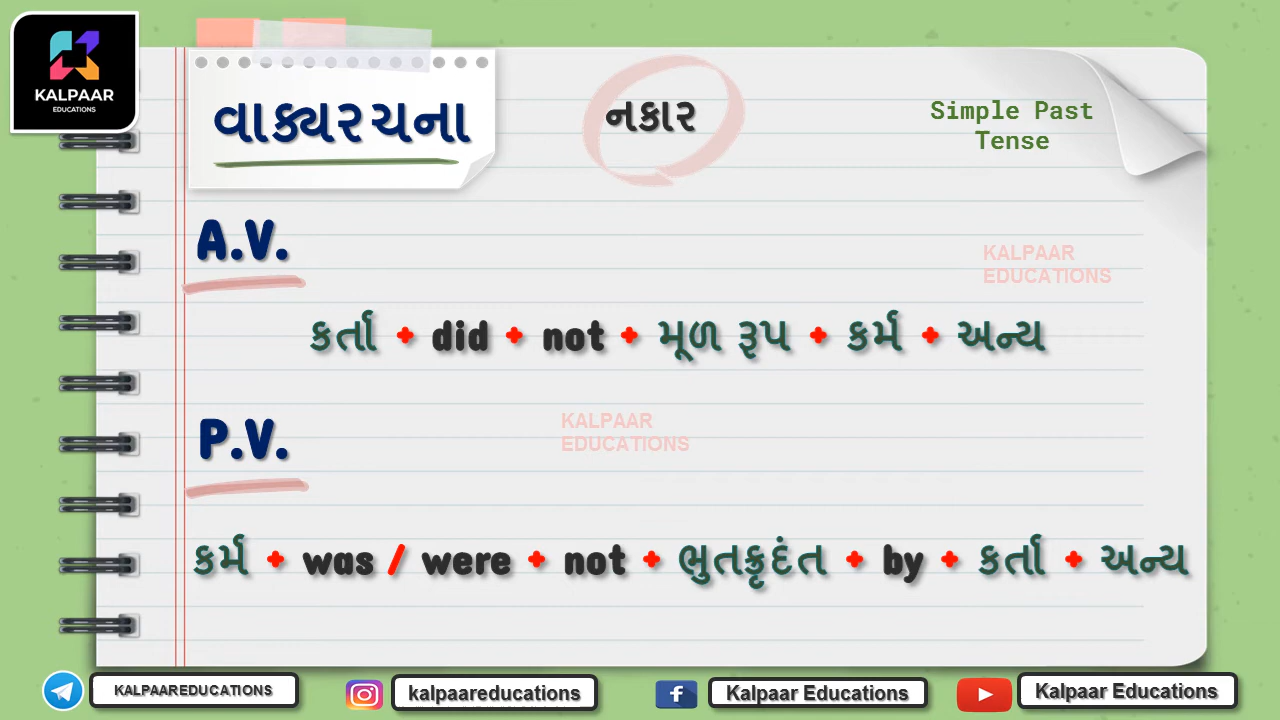 KALPAAR
EDUCATIONS
વાક્યરચના
નકાર
Simple Past
Tense
A.V.
KALPAAR
EDUCATIONS
કર્તા + did + not + મૂળ રૂપ + કર્મ + અન્ય
P.V.
KALPAAR
EDUCATIONS
કર્મ + was / were + not + ભુતકૃદંત + by + કર્તા + અન્ય
KALPAAREDUCATIONS
kalpaareducations
Kalpaar Educations
Kalpaar Educations